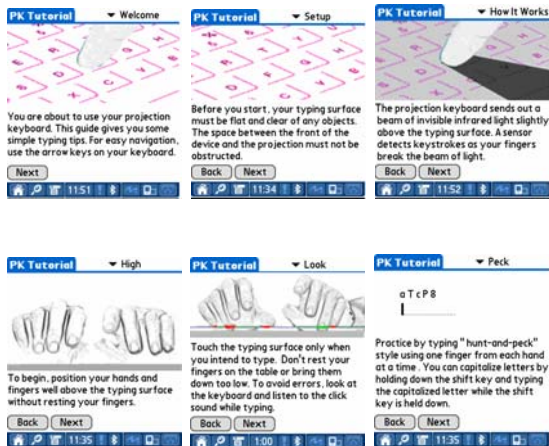 PK Tutorial Welcome
You are about to use your projection
keyboard. This guide gives you some
simple typing tips. For easy navigation,
use the arrow keys on your keyboard.
Next
11:51
PK Tutorial Setup
Before you start, your typing surface
must be flat and clear of any objects.
The space between the front of the
device and the projection must not be
obstructed.
Back Next
11:34
PK Tutorial How It Works
The projection keyboard sends out a
beam of invisible infrared light slightly
above the typing surface. A sensor
detects keystrokes as your fingers
break the beam of light.
Back Next
11:52
PK Tutorial High
To begin, position your hands and
fingers well above the typing surface
without resting your fingers.
Back Next
11:35
PK Tutorial Look
Touch the typing surface only when
you intend to type. Don't rest your
fingers on the table or bring them
down too low. To avoid errors, look at
the keyboard and listen to the click
sound while typing.
Back Next
1:00
PK Tutorial Peck
aTcP8
Practice by typing "hunt-and-peck"
style using one finger from each hand
at a time. You can capitalize letters by
holding down the shift key and typing
the capitalized letter while the shift
key is held down.
Back Next
11:35